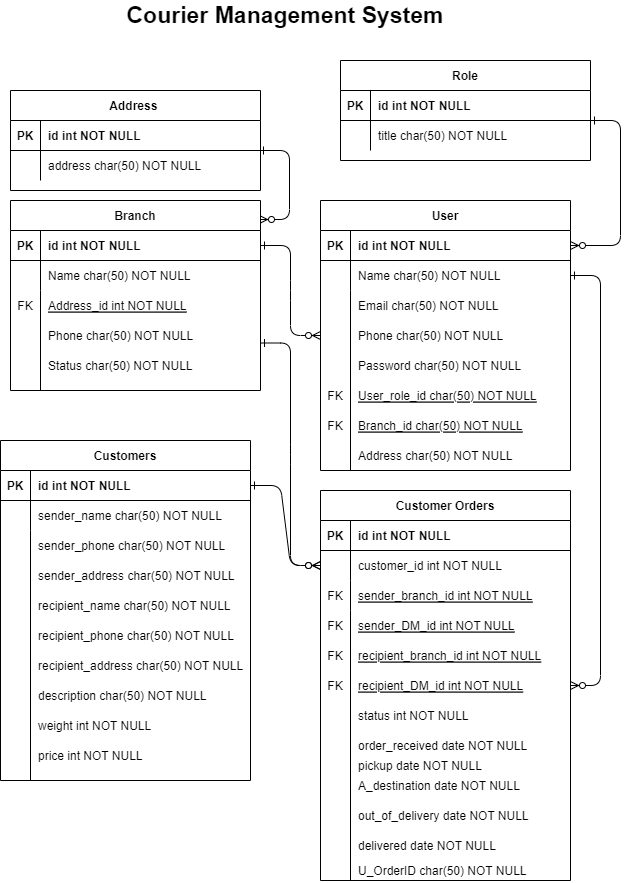 Courier Management System
Role
PK id int NOT NULL
title char(50) NOT NULL
Address
PK id int NOT NULL
address char(50) NOT NULL
Branch
PK id int NOT NULL
Name char(50) NOT NULL
FK Address_id int NOT NULL
Phone char(50) NOT NULL
Status char(50) NOT NULL
User
PK id int NOT NULL
Name char(50) NOT NULL
Email char(50) NOT NULL
Phone char(50) NOT NULL
Password char(50) NOT NULL
FK User_role_id char(50) NOT NULL
FK Branch_id char(50) NOT NULL
Address char(50) NOT NULL
Customers
PK id int NOT NULL
sender_name char(50) NOT NULL
sender_phone char(50) NOT NULL
sender_address char(50) NOT NULL
recipient_name char(50) NOT NULL
recipient_phone char(50) NOT NULL
recipient_address char(50) NOT NULL
description char(50) NOT NULL
weight int NOT NULL
price int NOT NULL
Customer Orders
PK id int NOT NULL
customer_id int NOT NULL
FK sender_branch_id int NOT NULL
FK sender_DM_id int NOT NULL
FK recipient_branch_id int NOT NULL
FK recipient_DM_id int NOT NULL
status int NOT NULL
order_received date NOT NULL
pickup date NOT NULL
A_destination date NOT NULL
out_of_delivery date NOT NULL
delivered date NOT NULL
U_OrderID char(50) NOT NULL